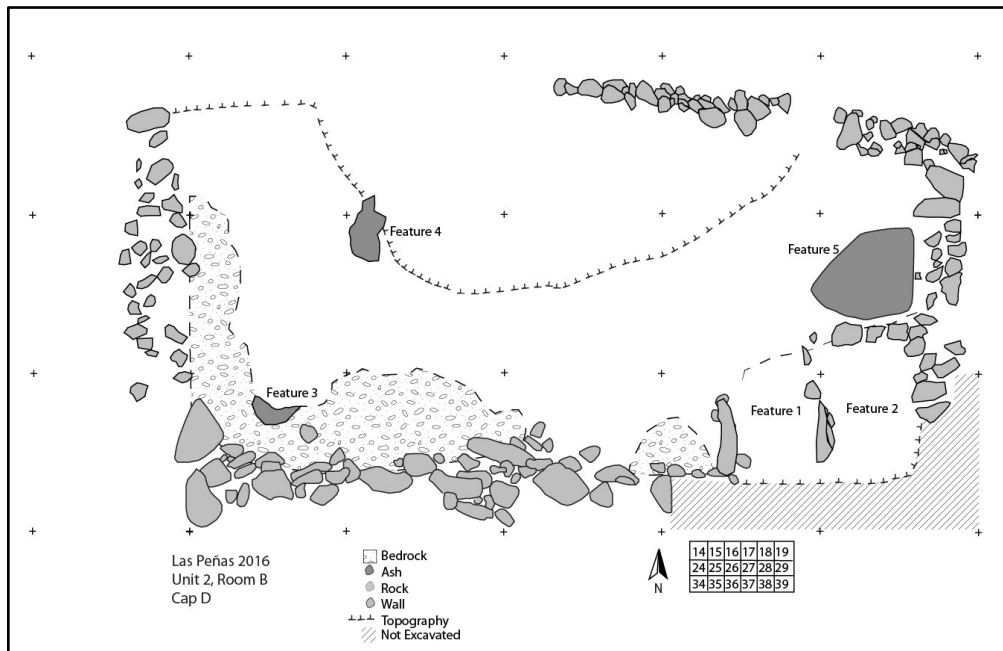 Feature 4
Feature 5
Feature 3
Feature 1
Feature 2
Las Peñas 2016
Unit 2, Room B
Cap D
Bedrock
Ash
Rock
Wall
Topography
Not Excavated
N
14 15 16 17 18 19
24 25 26 27 28 29
34 35 36 37 38 39